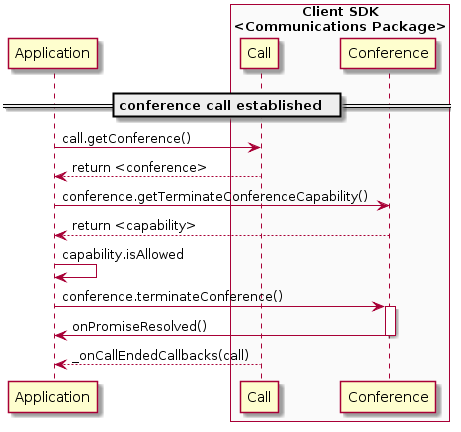 Client SDK
<Communications Package>
Application
Call
Conference
conference call established
call.getConference()
return <conference>
conference.getTerminateConferenceCapability()
return <capability>
capability.isAllowed
conference.terminateConference()
onPromiseResolved()
_onCallEndedCallbacks(call)
Application
Call
Conference